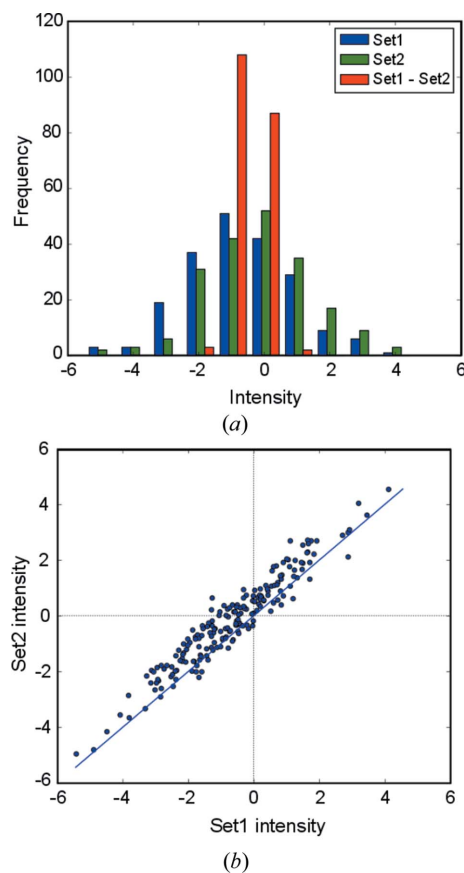 120
100
80
60
40
20
0
Frequency
Set1
Set2
Set1 - Set2
-6 -4 -2 0 2 4 6
Intensity
(a)
6
4
2
0
-2
-4
-6
Set2 intensity
-6 -4 -2 0 2 4 6
Set1 intensity
(b)